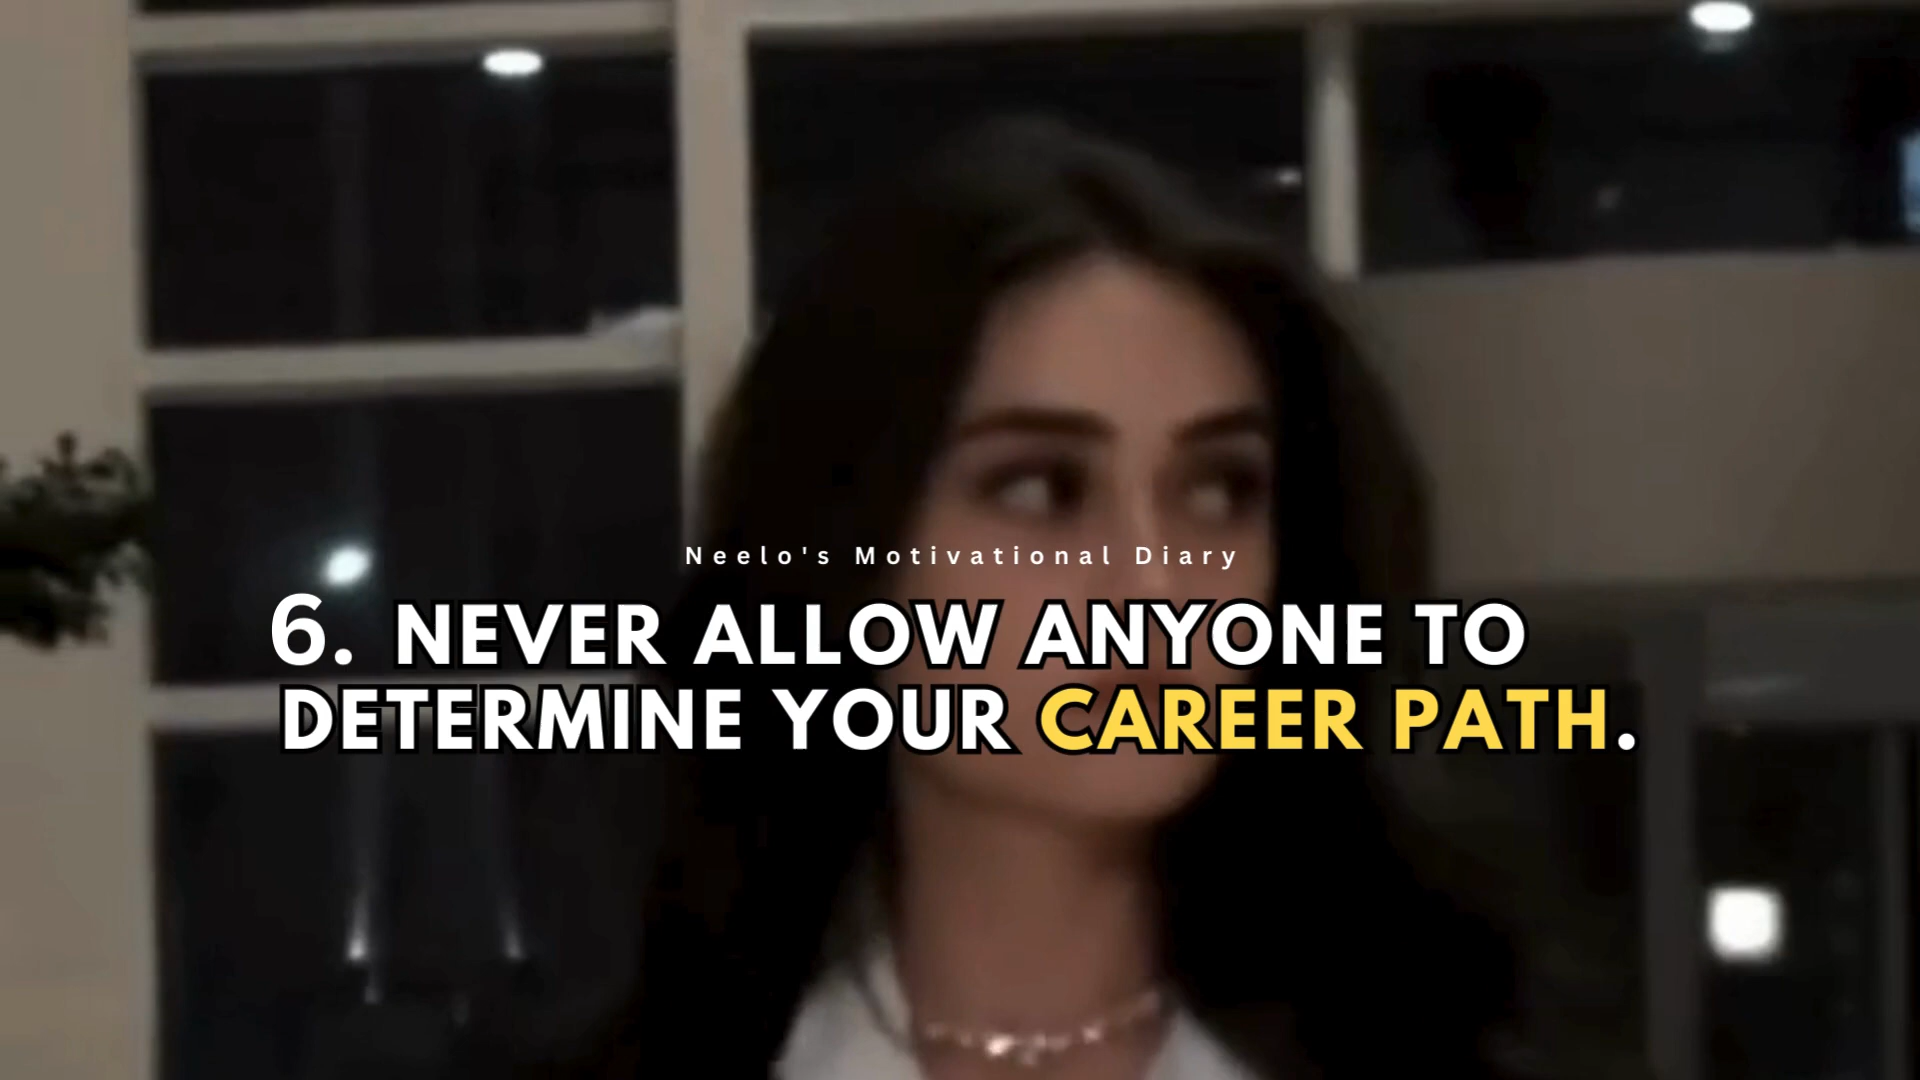 Neelo's Motivational Diary
6. NEVER ALLOW ANYONE TO
DETERMINE YOUR CAREER PATH.